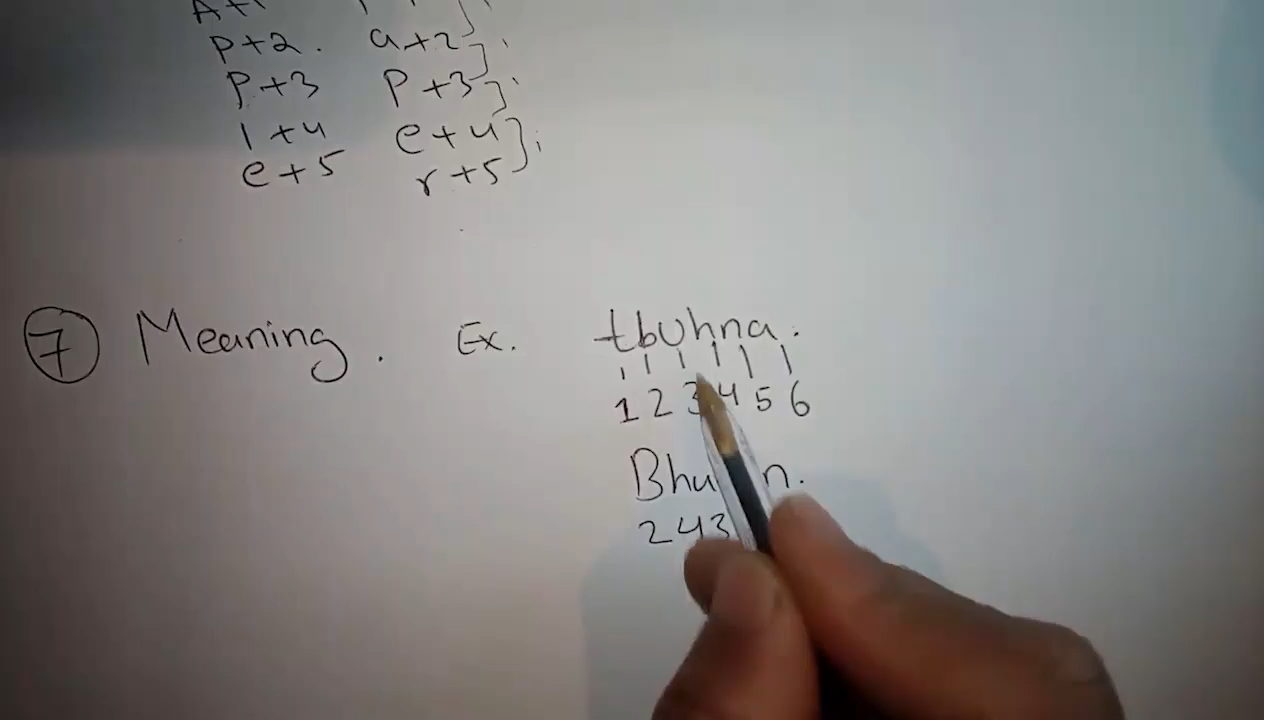 p+2. a+2};
P+3 P+3};
l+4 e+4};
e+5 r+5
7 Meaning. Ex. tbuhna.
1 2 3 4 5 6
243